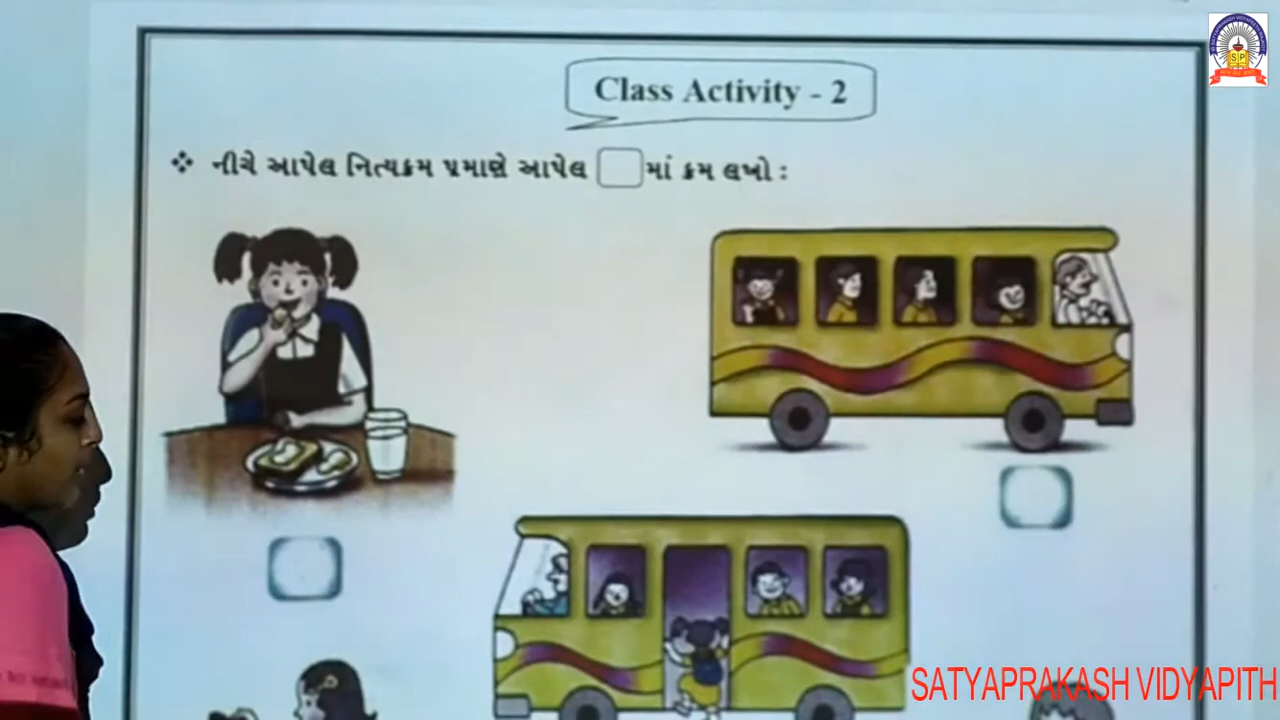 Class Activity - 2
❖ નીચે આપેલ નિત્યક્રમ પ્રમાણે આપેલ માં ક્રમ લખો :
SATYAPRAKASH VIDYAPITH